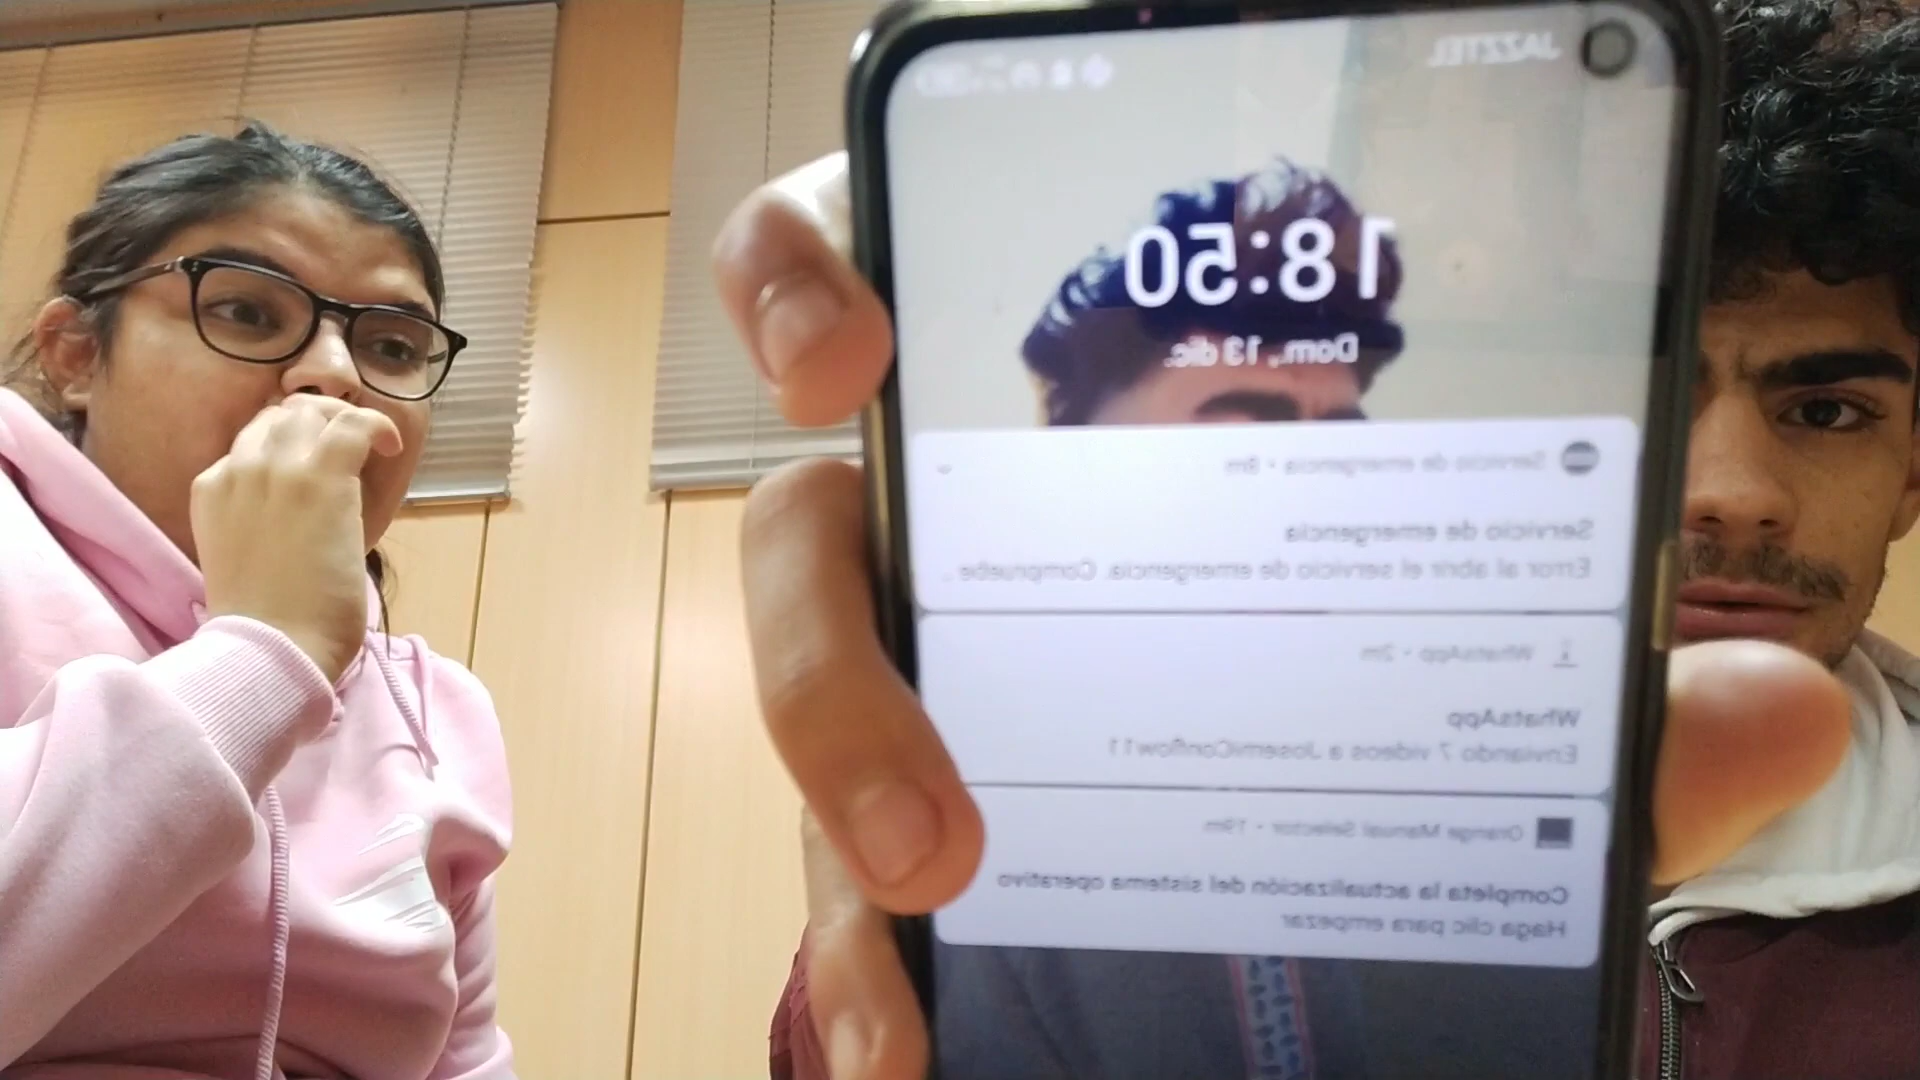 JAZZTEL
18:50
Dom., 13 dic.
Servicio de emergencia • 8m
Servicio de emergencia
Error al abrir el servicio de emergencia. Compruebe ..
WhatsApp • 2m
WhatsApp
Enviando 7 videos a JosemiConflow11
Orange Manual Selector • 19m
Completa la actualización del sistema operativo
Haga clic para empezar